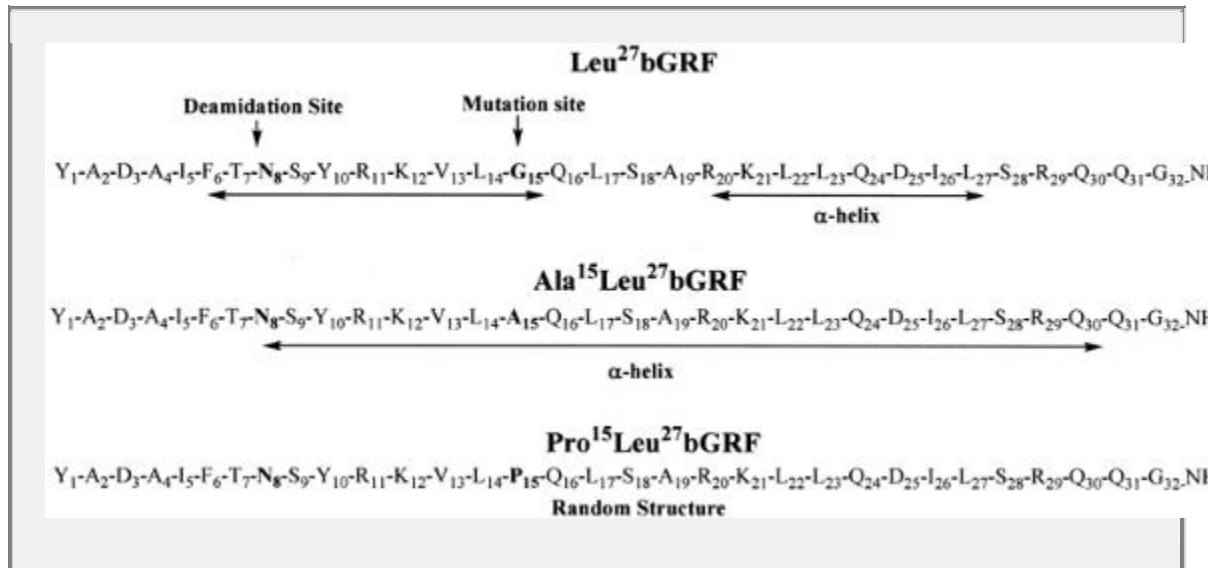 Leu²⁷bGRF
Deamidation Site Mutation site
Y₁-A₂-D₃-A₄-I₅-F₆-T₇-N₈-S₉-Y₁₀-R₁₁-K₁₂-V₁₃-L₁₄-G₁₅-Q₁₆-L₁₇-S₁₈-A₁₉-R₂₀-K₂₁-L₂₂-L₂₃-Q₂₄-D₂₅-I₂₆-L₂₇-S₂₈-R₂₉-Q₃₀-Q₃₁-G₃₂-
α-helix
Ala¹⁵Leu²⁷bGRF
Y₁-A₂-D₃-A₄-I₅-F₆-T₇-N₈-S₉-Y₁₀-R₁₁-K₁₂-V₁₃-L₁₄-A₁₅-Q₁₆-L₁₇-S₁₈-A₁₉-R₂₀-K₂₁-L₂₂-L₂₃-Q₂₄-D₂₅-I₂₆-L₂₇-S₂₈-R₂₉-Q₃₀-Q₃₁-G₃₂-
α-helix
Pro¹⁵Leu²⁷bGRF
Y₁-A₂-D₃-A₄-I₅-F₆-T₇-N₈-S₉-Y₁₀-R₁₁-K₁₂-V₁₃-L₁₄-P₁₅-Q₁₆-L₁₇-S₁₈-A₁₉-R₂₀-K₂₁-L₂₂-L₂₃-Q₂₄-D₂₅-I₂₆-L₂₇-S₂₈-R₂₉-Q₃₀-Q₃₁-G₃₂-
Random Structure